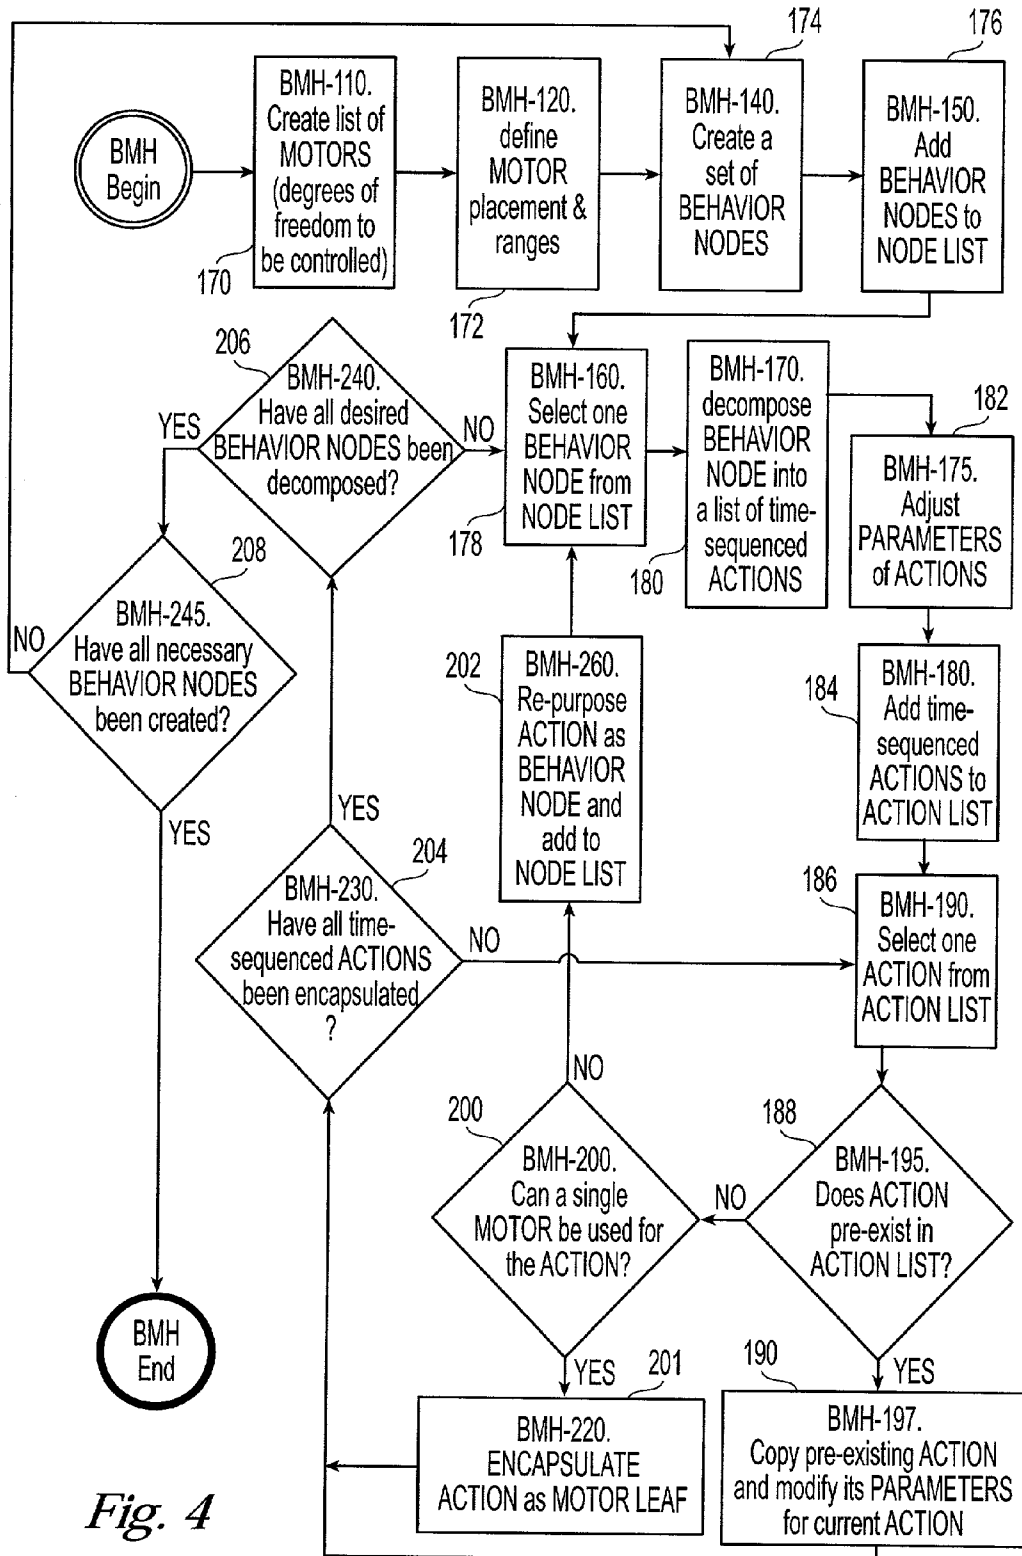 BMH
Begin
BMH-110.
Create list of
MOTORS
(degrees of
freedom to
be controlled)
170
BMH-120.
define
MOTOR
placement &
ranges
172
174
BMH-140.
Create a
set of
BEHAVIOR
NODES
176
BMH-150.
Add
BEHAVIOR
NODES to
NODE LIST
206
BMH-240.
Have all desired
BEHAVIOR NODES been
decomposed?
YES
NO
BMH-160.
Select one
BEHAVIOR
NODE from
NODE LIST
178
BMH-170.
decompose
BEHAVIOR
NODE into
a list of time-
sequenced
ACTIONS
180
182
BMH-175.
Adjust
PARAMETERS
of ACTIONS
208
BMH-245.
Have all necessary
BEHAVIOR NODES
been created?
NO
YES
202
BMH-260.
Re-purpose
ACTION as
BEHAVIOR
NODE and
add to
NODE LIST
184
BMH-180.
Add time-
sequenced
ACTIONS to
ACTION LIST
YES
204
BMH-230.
Have all time-
sequenced ACTIONS
been encapsulated
?
NO
186
BMH-190.
Select one
ACTION from
ACTION LIST
NO
200
BMH-200.
Can a single
MOTOR be used for
the ACTION?
NO
188
BMH-195.
Does ACTION
pre-exist in
ACTION LIST?
BMH
End
YES
201
BMH-220.
ENCAPSULATE
ACTION as MOTOR LEAF
YES
190
BMH-197.
Copy pre-existing ACTION
and modify its PARAMETERS
for current ACTION
Fig. 4